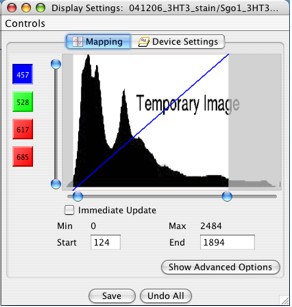 Display Settings: 041206_3HT3_stain/Sgo1_3HT3...
Controls
Mapping Device Settings
457
528
617
685
Temporary Image
Immediate Update
Min 0 Max 2484
Start 124 End 1894
Show Advanced Options
Save Undo All